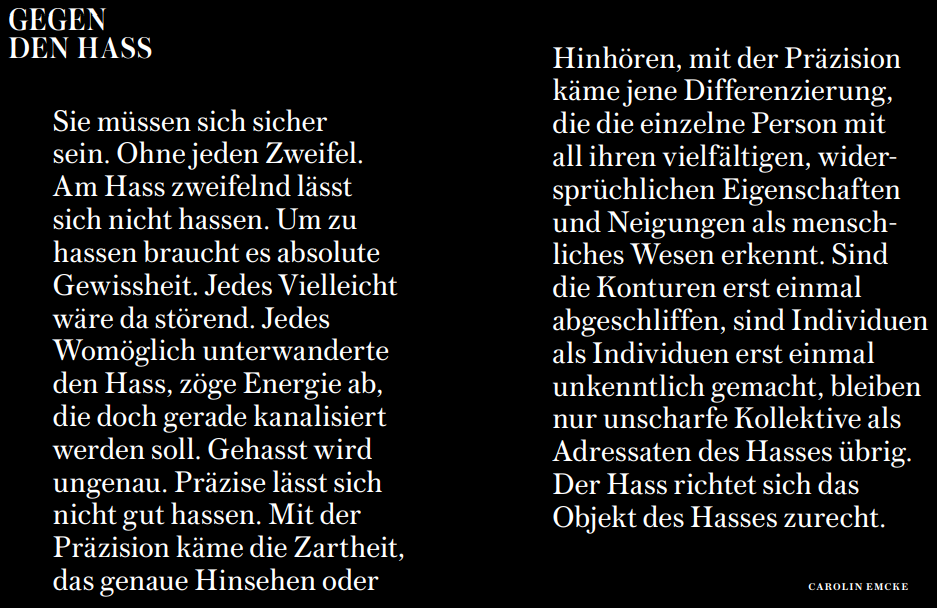 GEGEN
DEN HASS
Sie müssen sich sicher
sein. Ohne jeden Zweifel.
Am Hass zweifelnd lässt
sich nicht hassen. Um zu
hassen braucht es absolute
Gewissheit. Jedes Vielleicht
wäre da störend. Jedes
Womöglich unterwanderte
den Hass, zöge Energie ab,
die doch gerade kanalisiert
werden soll. Gehasst wird
ungenau. Präzise lässt sich
nicht gut hassen. Mit der
Präzision käme die Zartheit,
das genaue Hinsehen oder
Hinhören, mit der Präzision
käme jene Differenzierung,
die die einzelne Person mit
all ihren vielfältigen, wider-
sprüchlichen Eigenschaften
und Neigungen als mensch-
liches Wesen erkennt. Sind
die Konturen erst einmal
abgeschliffen, sind Individuen
als Individuen erst einmal
unkenntlich gemacht, bleiben
nur unscharfe Kollektive als
Adressaten des Hasses übrig.
Der Hass richtet sich das
Objekt des Hasses zurecht.
CAROLIN EMCKE